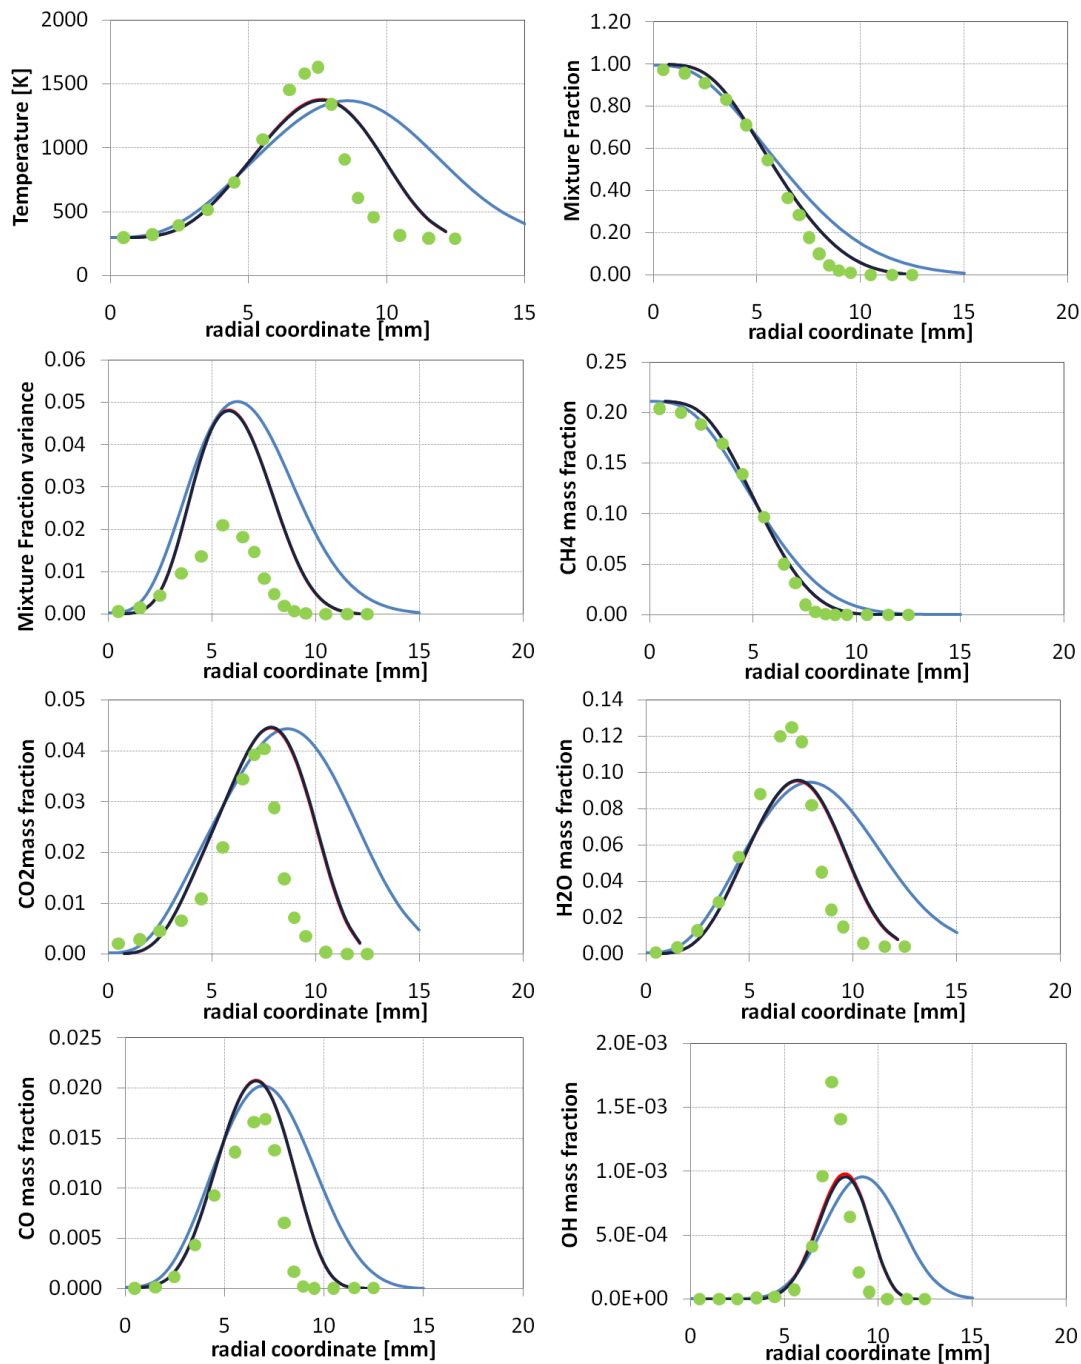 Temperature [K]
2000
1500
1000
500
0
0 5 10 15
radial coordinate [mm]
Mixture Fraction
1.20
1.00
0.80
0.60
0.40
0.20
0.00
0 5 10 15 20
radial coordinate [mm]
Mixture Fraction variance
0.06
0.05
0.04
0.03
0.02
0.01
0.00
0 5 10 15 20
radial coordinate [mm]
CH4 mass fraction
0.25
0.20
0.15
0.10
0.05
0.00
0 5 10 15 20
radial coordinate [mm]
CO2mass fraction
0.05
0.04
0.03
0.02
0.01
0.00
0 5 10 15 20
radial coordinate [mm]
H2O mass fraction
0.14
0.12
0.10
0.08
0.06
0.04
0.02
0.00
0 5 10 15 20
radial coordinate [mm]
CO mass fraction
0.025
0.020
0.015
0.010
0.005
0.000
0 5 10 15 20
radial coordinate [mm]
OH mass fraction
2.0E-03
1.5E-03
1.0E-03
5.0E-04
0.0E+00
0 5 10 15 20
radial coordinate [mm]